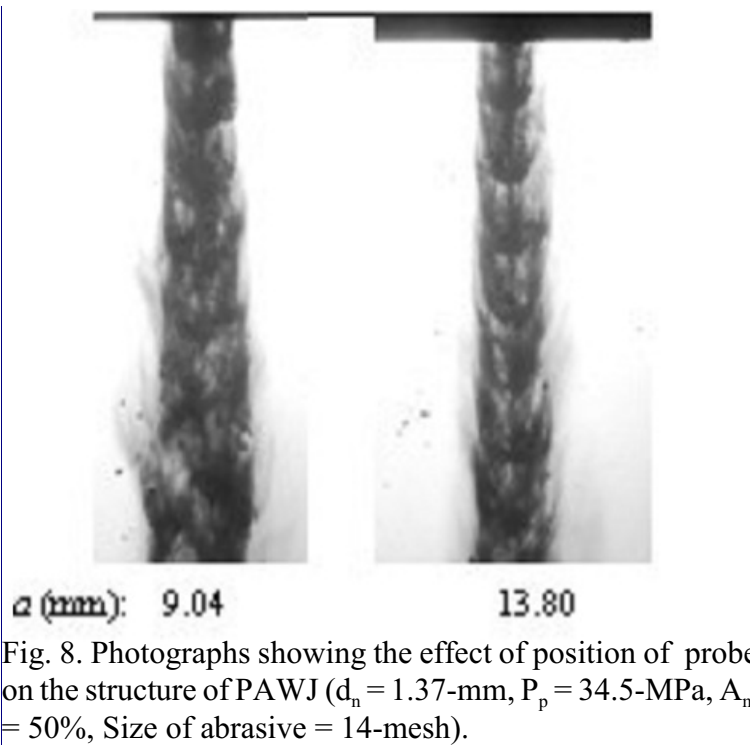 a (mm): 9.04 13.80
Fig. 8. Photographs showing the effect of position of probe
on the structure of PAWJ (dn = 1.37-mm, Pp = 34.5-MPa, An
= 50%, Size of abrasive = 14-mesh).